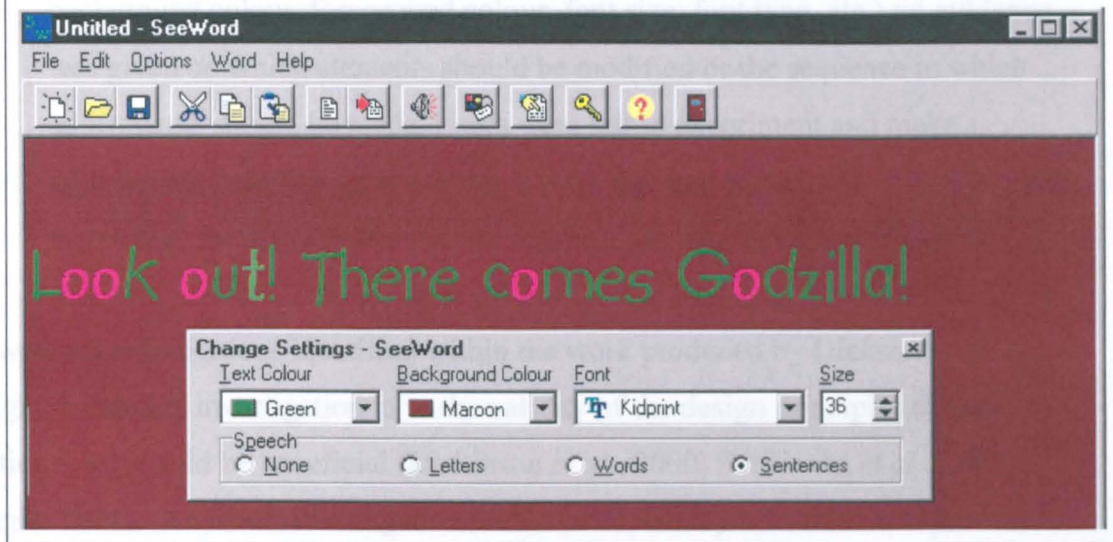 Untitled - SeeWord
File Edit Options Word Help
Look out! There comes Godzilla!
Change Settings - SeeWord
Text Colour Background Colour Font Size
Green Maroon Kidprint 36
Speech
None Letters Words Sentences